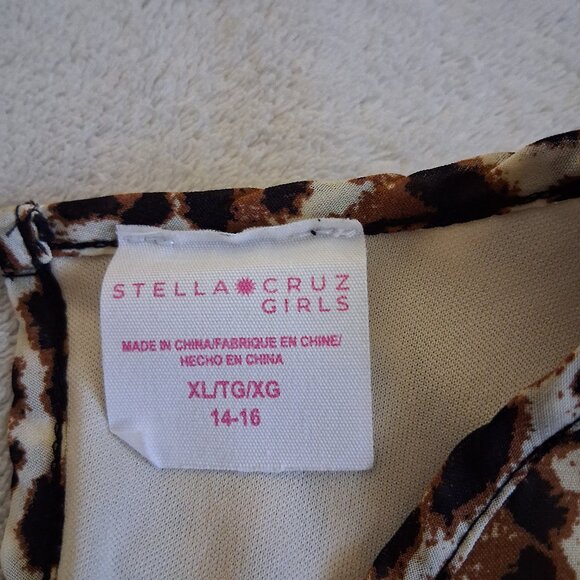 STELLA CRUZ
GIRLS
MADE IN CHINA/FABRIQUE EN CHINE/
HECHO EN CHINA
XL/TG/XG
14-16